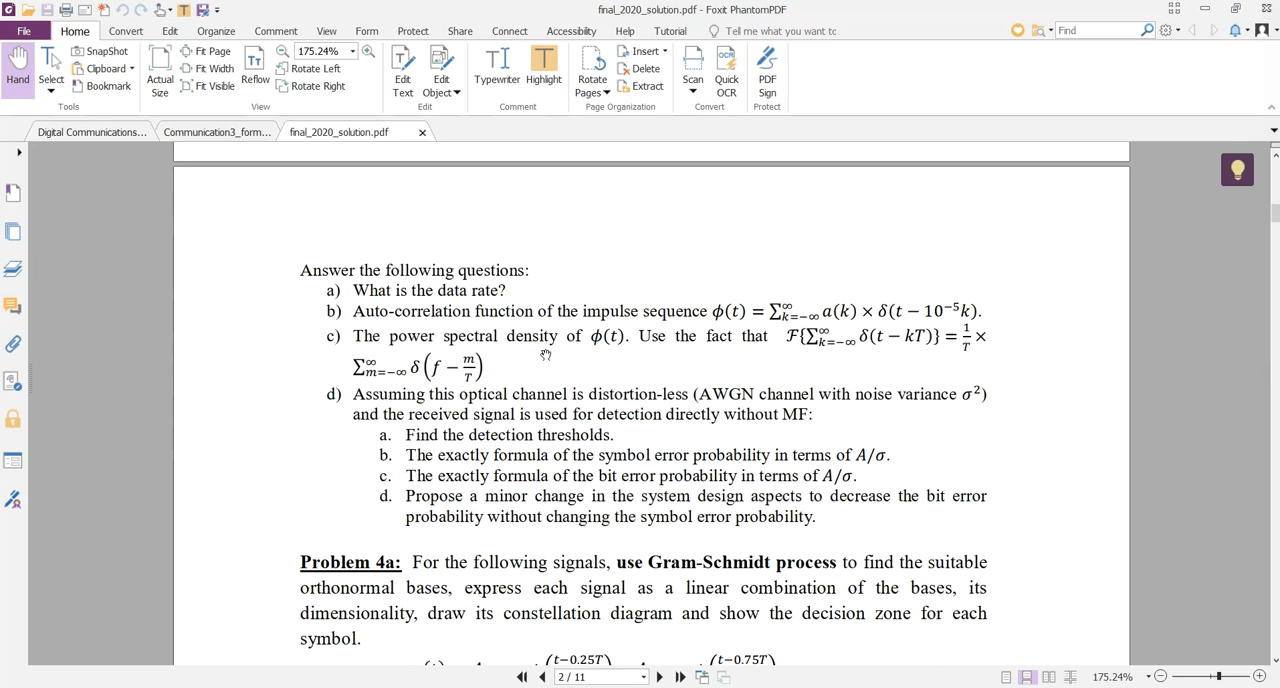 final_2020_solution.pdf - Foxit PhantomPDF
File Home Convert Edit Organize Comment View Form Protect Share Connect Accessibility Help Tutorial Tell me what you want to Find
Hand Select SnapShot Clipboard Bookmark Actual Size Fit Page Fit Width Fit Visible Reflow 175.24% Rotate Left Rotate Right Edit Text Edit Object Typewriter Highlight Rotate Pages Insert Delete Extract Scan Quick OCR PDF Sign
Tools View Edit Comment Page Organization Convert Protect
Digital Communications... Communication3_form... final_2020_solution.pdf
Answer the following questions:
a) What is the data rate?
b) Auto-correlation function of the impulse sequence ϕ(t) = ∑_{k=−∞}^{∞} a(k) × δ(t − 10^{−5}k).
c) The power spectral density of ϕ(t). Use the fact that ℱ{∑_{k=−∞}^{∞} δ(t − kT)} = 1/T ×
∑_{m=−∞}^{∞} δ(f − m/T)
d) Assuming this optical channel is distortion-less (AWGN channel with noise variance σ²)
and the received signal is used for detection directly without MF:
a. Find the detection thresholds.
b. The exactly formula of the symbol error probability in terms of A/σ.
c. The exactly formula of the bit error probability in terms of A/σ.
d. Propose a minor change in the system design aspects to decrease the bit error
probability without changing the symbol error probability.
Problem 4a: For the following signals, use Gram-Schmidt process to find the suitable
orthonormal bases, express each signal as a linear combination of the bases, its
dimensionality, draw its constellation diagram and show the decision zone for each
symbol.
(t−0.25T) (t−0.75T)
2 / 11 175.24%